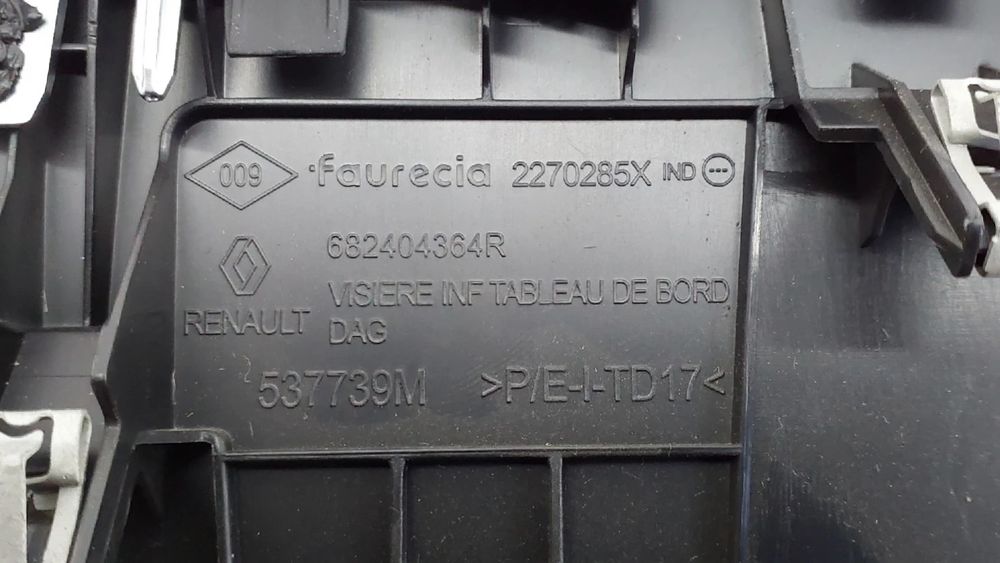 009 faurecia 2270285X IND
682404364R
VISIERE INF TABLEAU DE BORD
RENAULT DAG
537739M >P/E-I-TD17<